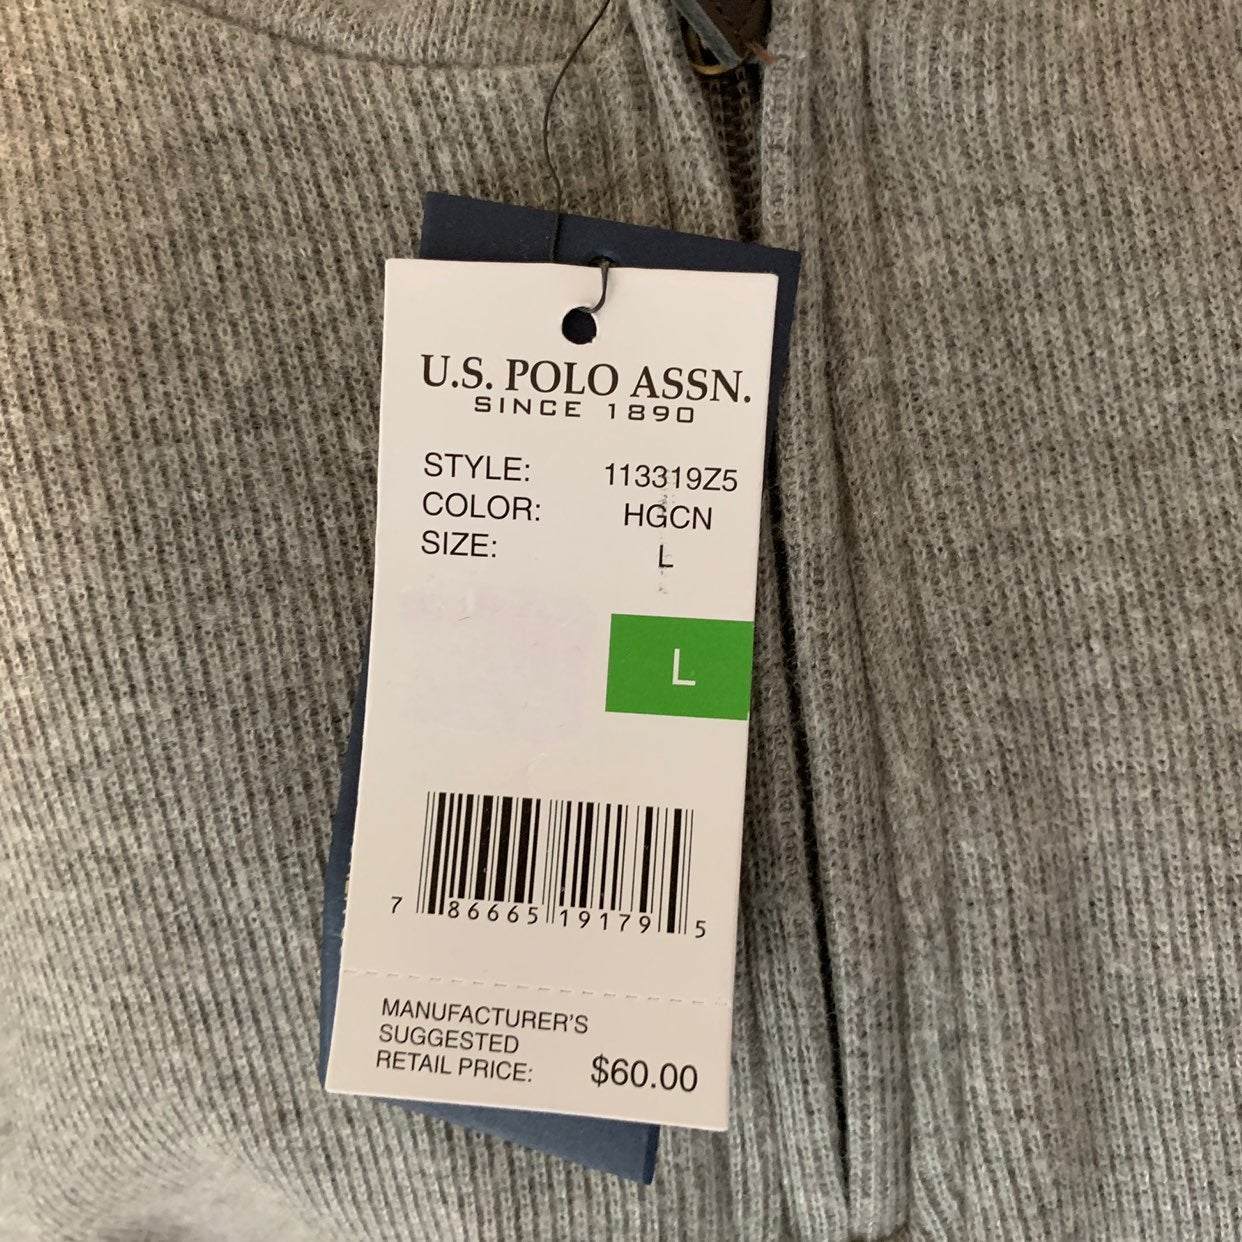 U.S. POLO ASSN.
SINCE 1890
STYLE: 113319Z5
COLOR: HGCN
SIZE: L
L
7 86665 19179 5
MANUFACTURER'S
SUGGESTED
RETAIL PRICE: $60.00